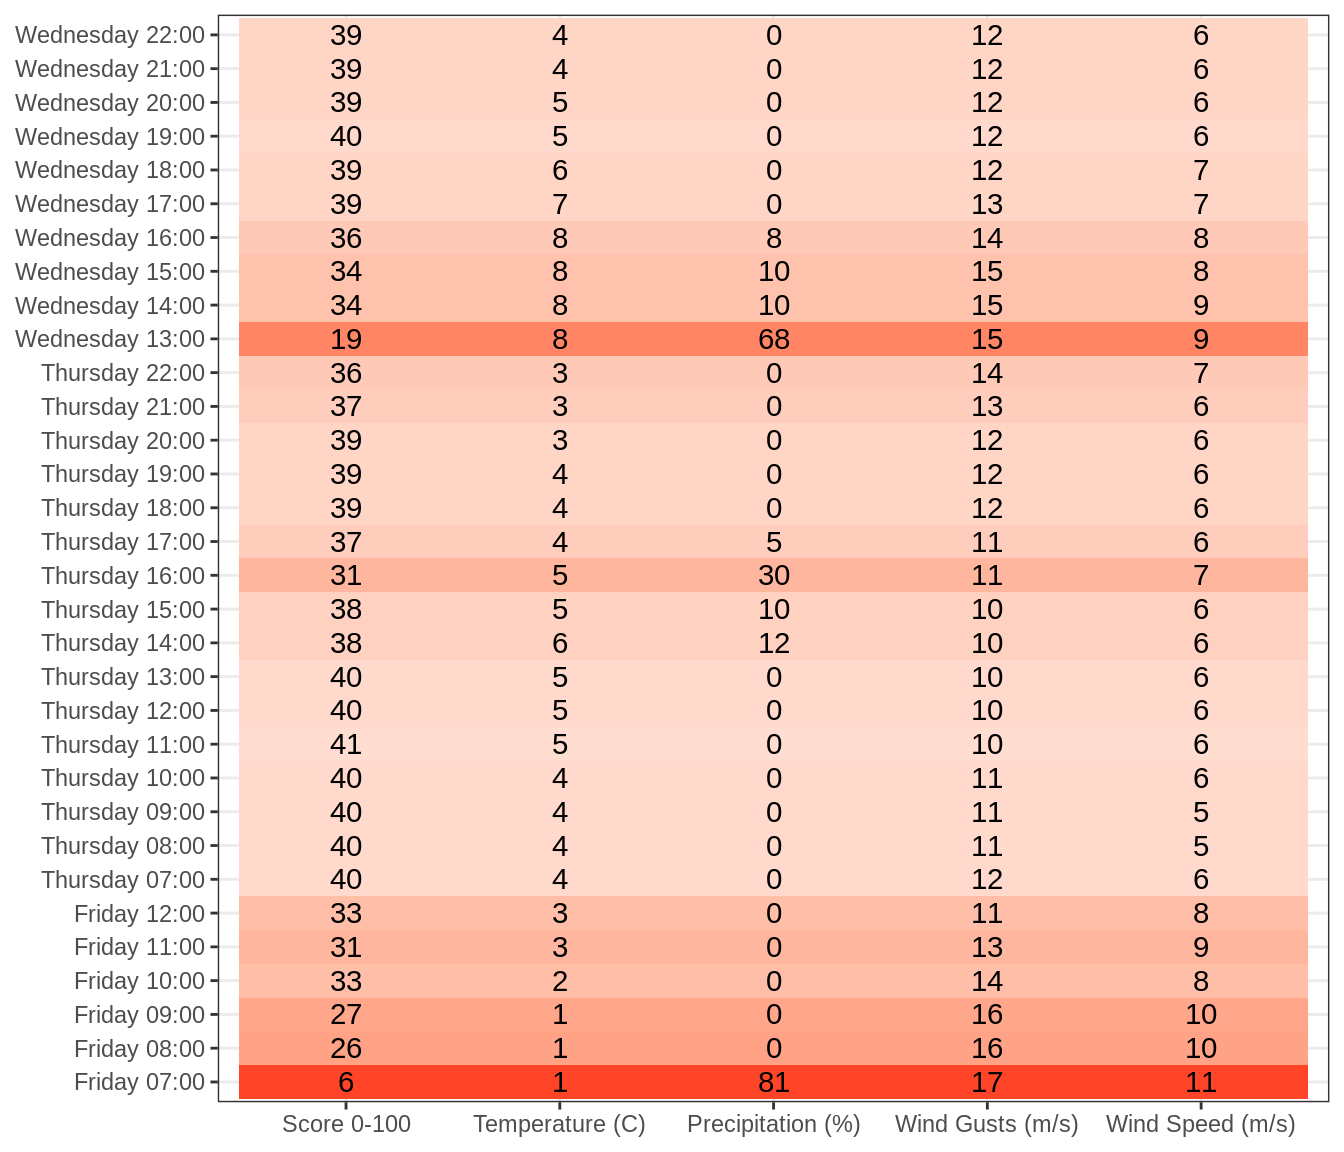 Wednesday 22:00 39 4 0 12 6
Wednesday 21:00 39 4 0 12 6
Wednesday 20:00 39 5 0 12 6
Wednesday 19:00 40 5 0 12 6
Wednesday 18:00 39 6 0 12 7
Wednesday 17:00 39 7 0 13 7
Wednesday 16:00 36 8 8 14 8
Wednesday 15:00 34 8 10 15 8
Wednesday 14:00 34 8 10 15 9
Wednesday 13:00 19 8 68 15 9
Thursday 22:00 36 3 0 14 7
Thursday 21:00 37 3 0 13 6
Thursday 20:00 39 3 0 12 6
Thursday 19:00 39 4 0 12 6
Thursday 18:00 39 4 0 12 6
Thursday 17:00 37 4 5 11 6
Thursday 16:00 31 5 30 11 7
Thursday 15:00 38 5 10 10 6
Thursday 14:00 38 6 12 10 6
Thursday 13:00 40 5 0 10 6
Thursday 12:00 40 5 0 10 6
Thursday 11:00 41 5 0 10 6
Thursday 10:00 40 4 0 11 6
Thursday 09:00 40 4 0 11 5
Thursday 08:00 40 4 0 11 5
Thursday 07:00 40 4 0 12 6
Friday 12:00 33 3 0 11 8
Friday 11:00 31 3 0 13 9
Friday 10:00 33 2 0 14 8
Friday 09:00 27 1 0 16 10
Friday 08:00 26 1 0 16 10
Friday 07:00 6 1 81 17 11
Score 0-100 Temperature (C) Precipitation (%) Wind Gusts (m/s) Wind Speed (m/s)